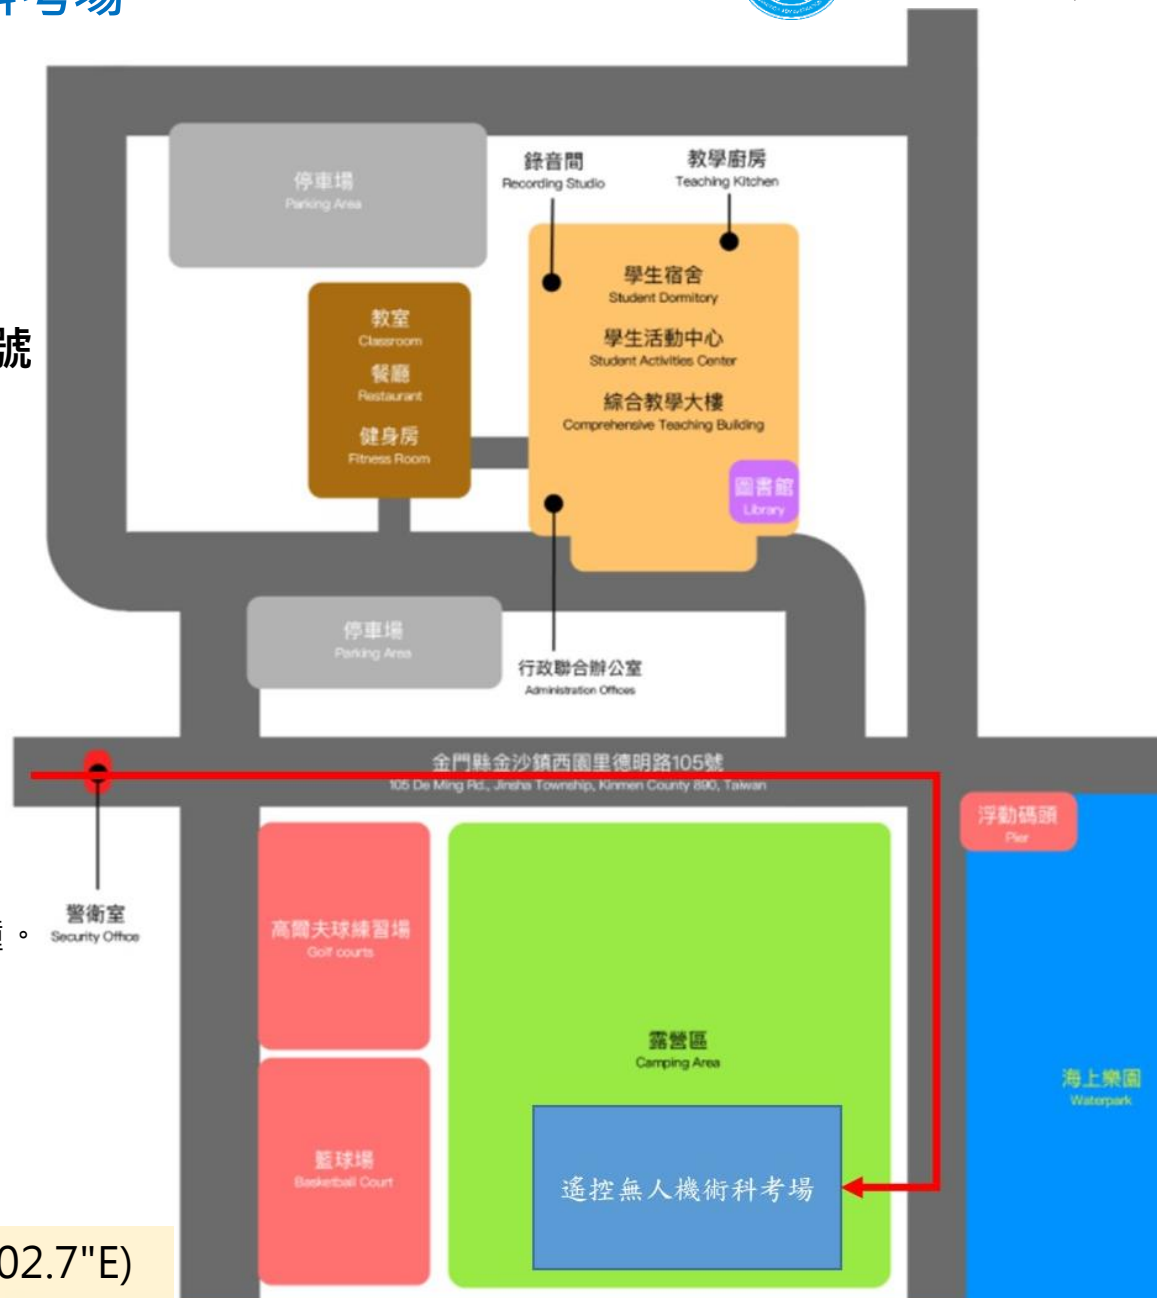 科考場
停車場
Parking Area
錄音間
Recording Studio
教學廚房
Teaching Kitchen
學生宿舍
Student Dormitory
學生活動中心
Student Activities Center
綜合教學大樓
Comprehensive Teaching Building
教室
Classroom
餐廳
Restaurant
健身房
Fitness Room
號
圖書館
Library
停車場
Parking Area
行政聯合辦公室
Administration Offices
金門縣金沙鎮西園里德明路105號
105 De Ming Rd., Jinsha Township, Kinmen County 890, Taiwan
浮動碼頭
Pier
警衛室
Security Office
。
高爾夫球練習場
Golf courts
露營區
Camping Area
海上樂園
Waterpark
籃球場
Basketball Court
遙控無人機術科考場
02.7"E)